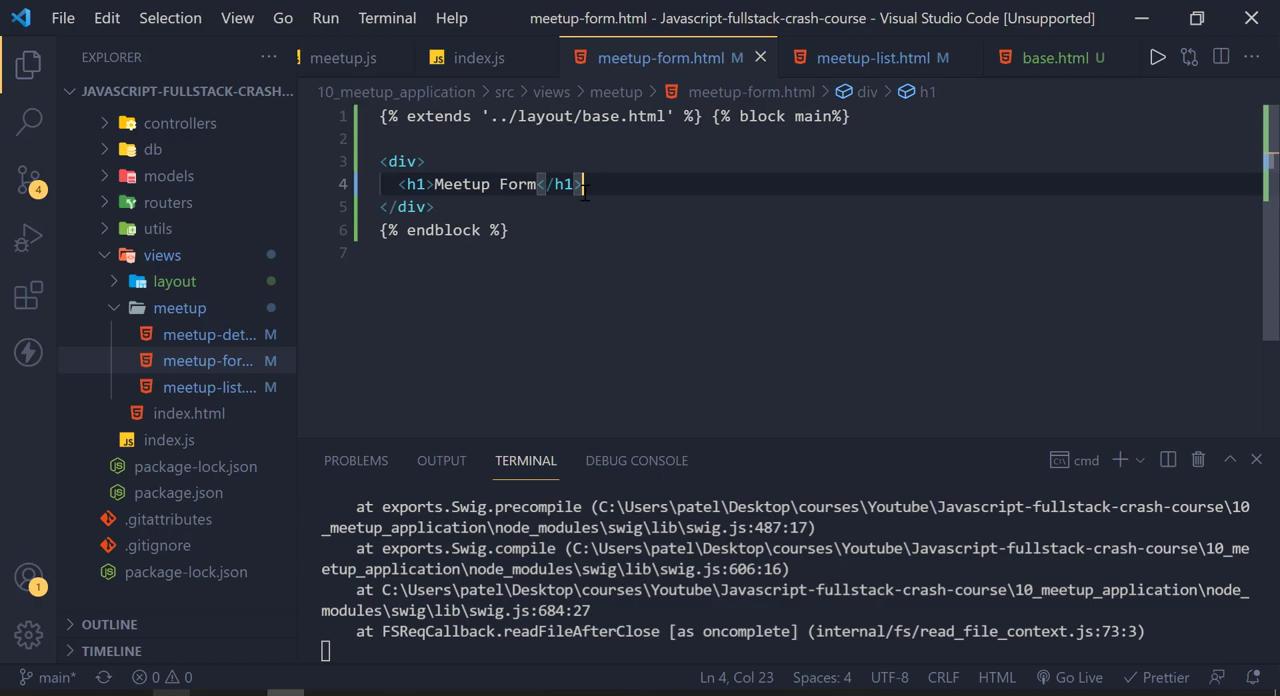 File Edit Selection View Go Run Terminal Help meetup-form.html - Javascript-fullstack-crash-course - Visual Studio Code [Unsupported]
EXPLORER ...
meetup.js JS index.js meetup-form.html M meetup-list.html M base.html U
JAVASCRIPT-FULLSTACK-CRASH...
10_meetup_application > src > views > meetup > meetup-form.html > div > h1
controllers
db
models
routers
utils
views
layout
meetup
meetup-det... M
meetup-for... M
meetup-list.... M
index.html
JS index.js
package-lock.json
package.json
.gitattributes
.gitignore
package-lock.json
OUTLINE
TIMELINE
4
1
1 {% extends '../layout/base.html' %} {% block main%}
2
3 <div>
4 <h1>Meetup Form</h1>
5 </div>
6 {% endblock %}
7
PROBLEMS OUTPUT TERMINAL DEBUG CONSOLE cmd
at exports.Swig.precompile (C:\Users\patel\Desktop\courses\Youtube\Javascript-fullstack-crash-course\10
_meetup_application\node_modules\swig\lib\swig.js:487:17)
at exports.Swig.compile (C:\Users\patel\Desktop\courses\Youtube\Javascript-fullstack-crash-course\10_me
etup_application\node_modules\swig\lib\swig.js:606:16)
at C:\Users\patel\Desktop\courses\Youtube\Javascript-fullstack-crash-course\10_meetup_application\node_
modules\swig\lib\swig.js:684:27
at FSReqCallback.readFileAfterClose [as oncomplete] (internal/fs/read_file_context.js:73:3)
main* 0 0 Ln 4, Col 23 Spaces: 4 UTF-8 CRLF HTML Go Live Prettier